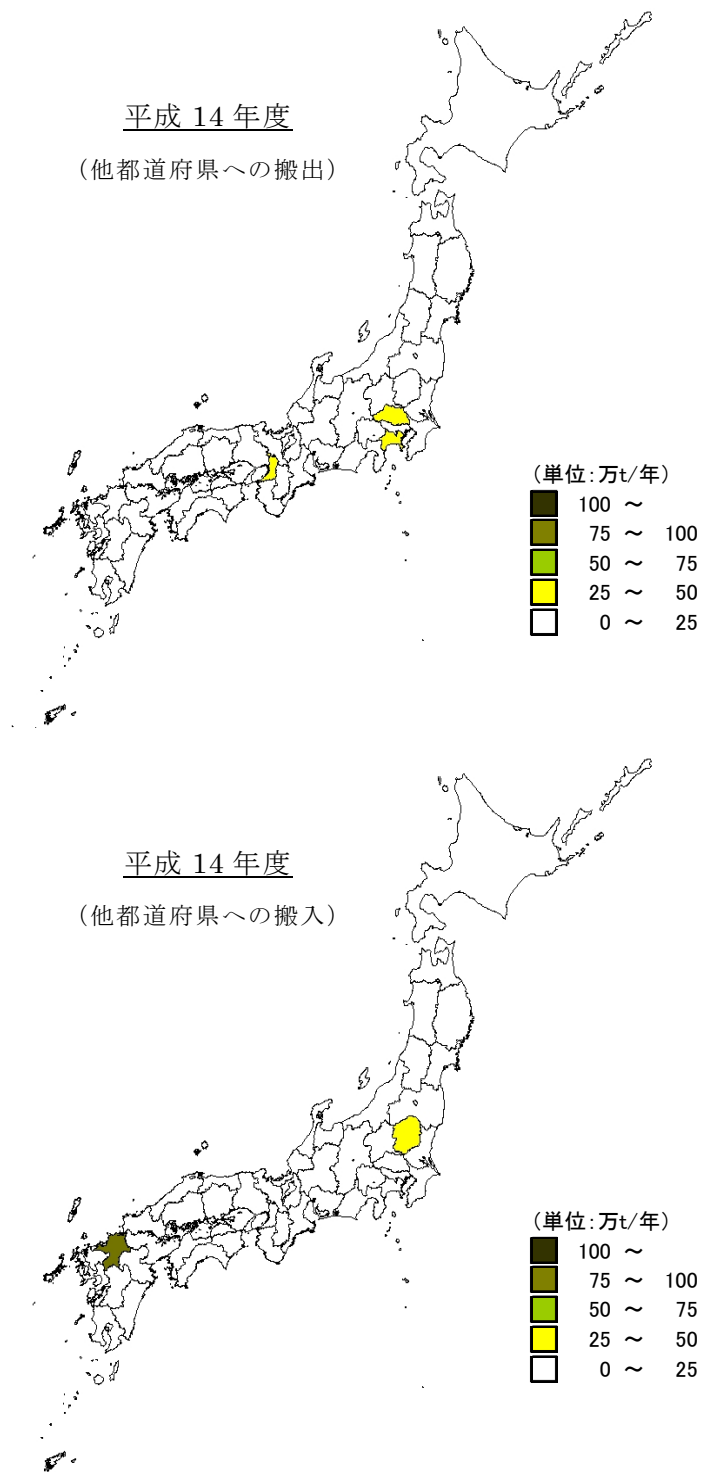 平成 14 年度
（他都道府県への搬出）
（単位：万t/年）
100 ～
75 ～ 100
50 ～ 75
25 ～ 50
0 ～ 25
平成 14 年度
（他都道府県への搬入）
（単位：万t/年）
100 ～
75 ～ 100
50 ～ 75
25 ～ 50
0 ～ 25